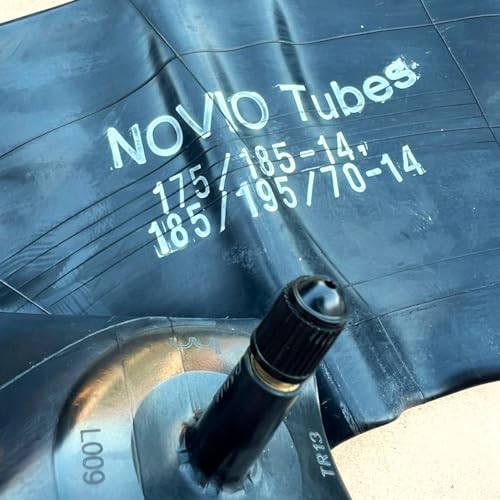 NOVIO Tubes
175/185-14,
185/195/70-14
TR13
L009